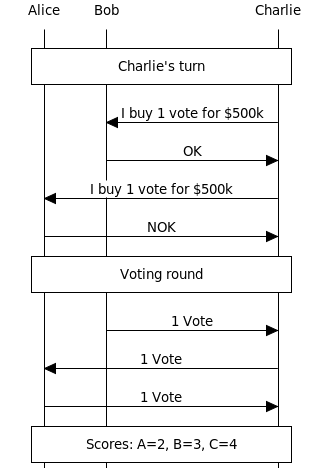 Alice Bob Charlie
Charlie's turn
I buy 1 vote for $500k
OK
I buy 1 vote for $500k
NOK
Voting round
1 Vote
1 Vote
1 Vote
Scores: A=2, B=3, C=4